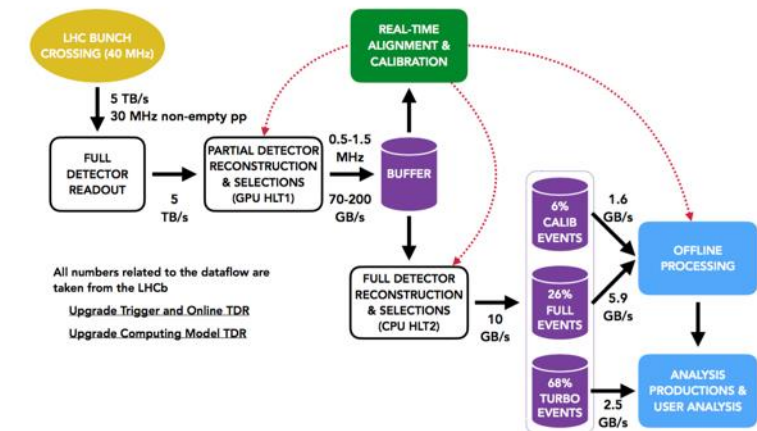 LHC BUNCH
CROSSING (40 MHz)
5 TB/s
30 MHz non-empty pp
FULL
DETECTOR
READOUT
5
TB/s
PARTIAL DETECTOR
RECONSTRUCTION
& SELECTIONS
(GPU HLT1)
0.5-1.5
MHz
70-200
GB/s
REAL-TIME
ALIGNMENT &
CALIBRATION
BUFFER
FULL DETECTOR
RECONSTRUCTION
& SELECTIONS
(CPU HLT2)
10
GB/s
6%
CALIB
EVENTS
26%
FULL
EVENTS
68%
TURBO
EVENTS
1.6
GB/s
5.9
GB/s
2.5
GB/s
OFFLINE
PROCESSING
ANALYSIS
PRODUCTIONS &
USER ANALYSIS
All numbers related to the dataflow are
taken from the LHCb
Upgrade Trigger and Online TDR
Upgrade Computing Model TDR